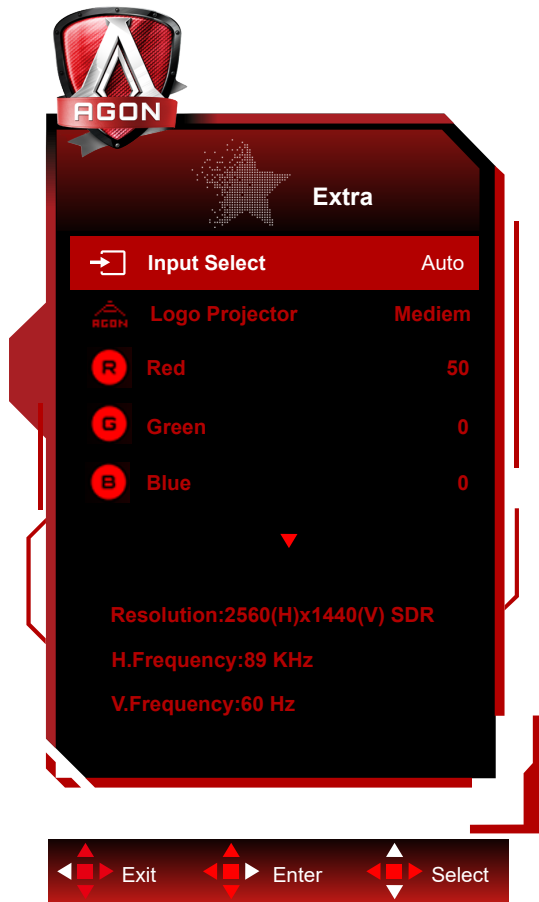 AGON
Extra
Input Select Auto
AGON Logo Projector Mediem
R Red 50
G Green 0
B Blue 0
Resolution:2560(H)x1440(V) SDR
H.Frequency:89 KHz
V.Frequency:60 Hz
Exit Enter Select